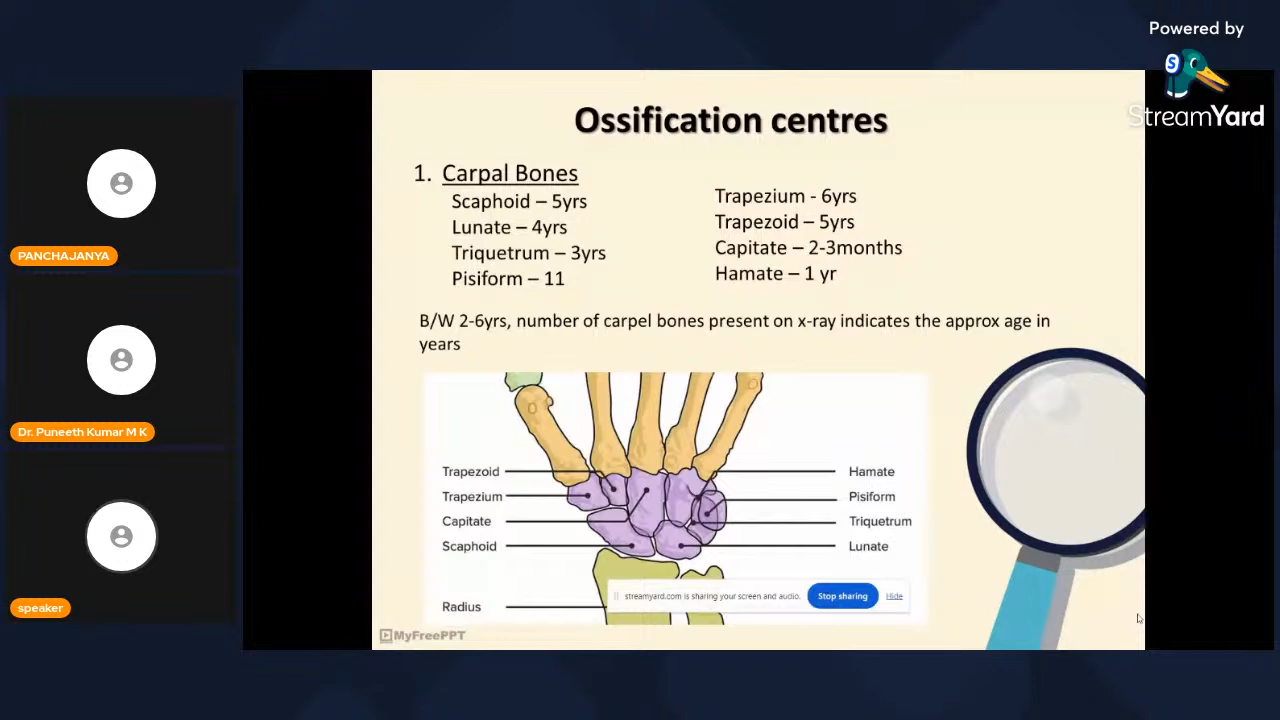 Powered by
StreamYard
Ossification centres
1. Carpal Bones
Scaphoid – 5yrs
Lunate – 4yrs
Triquetrum – 3yrs
Pisiform – 11
Trapezium - 6yrs
Trapezoid – 5yrs
Capitate – 2-3months
Hamate – 1 yr
B/W 2-6yrs, number of carpel bones present on x-ray indicates the approx age in
years
Trapezoid
Trapezium
Capitate
Scaphoid
Radius
Hamate
Pisiform
Triquetrum
Lunate
streamyard.com is sharing your screen and audio. Stop sharing Hide
MyFreePPT
PANCHAJANYA
Dr. Puneeth Kumar M K
speaker